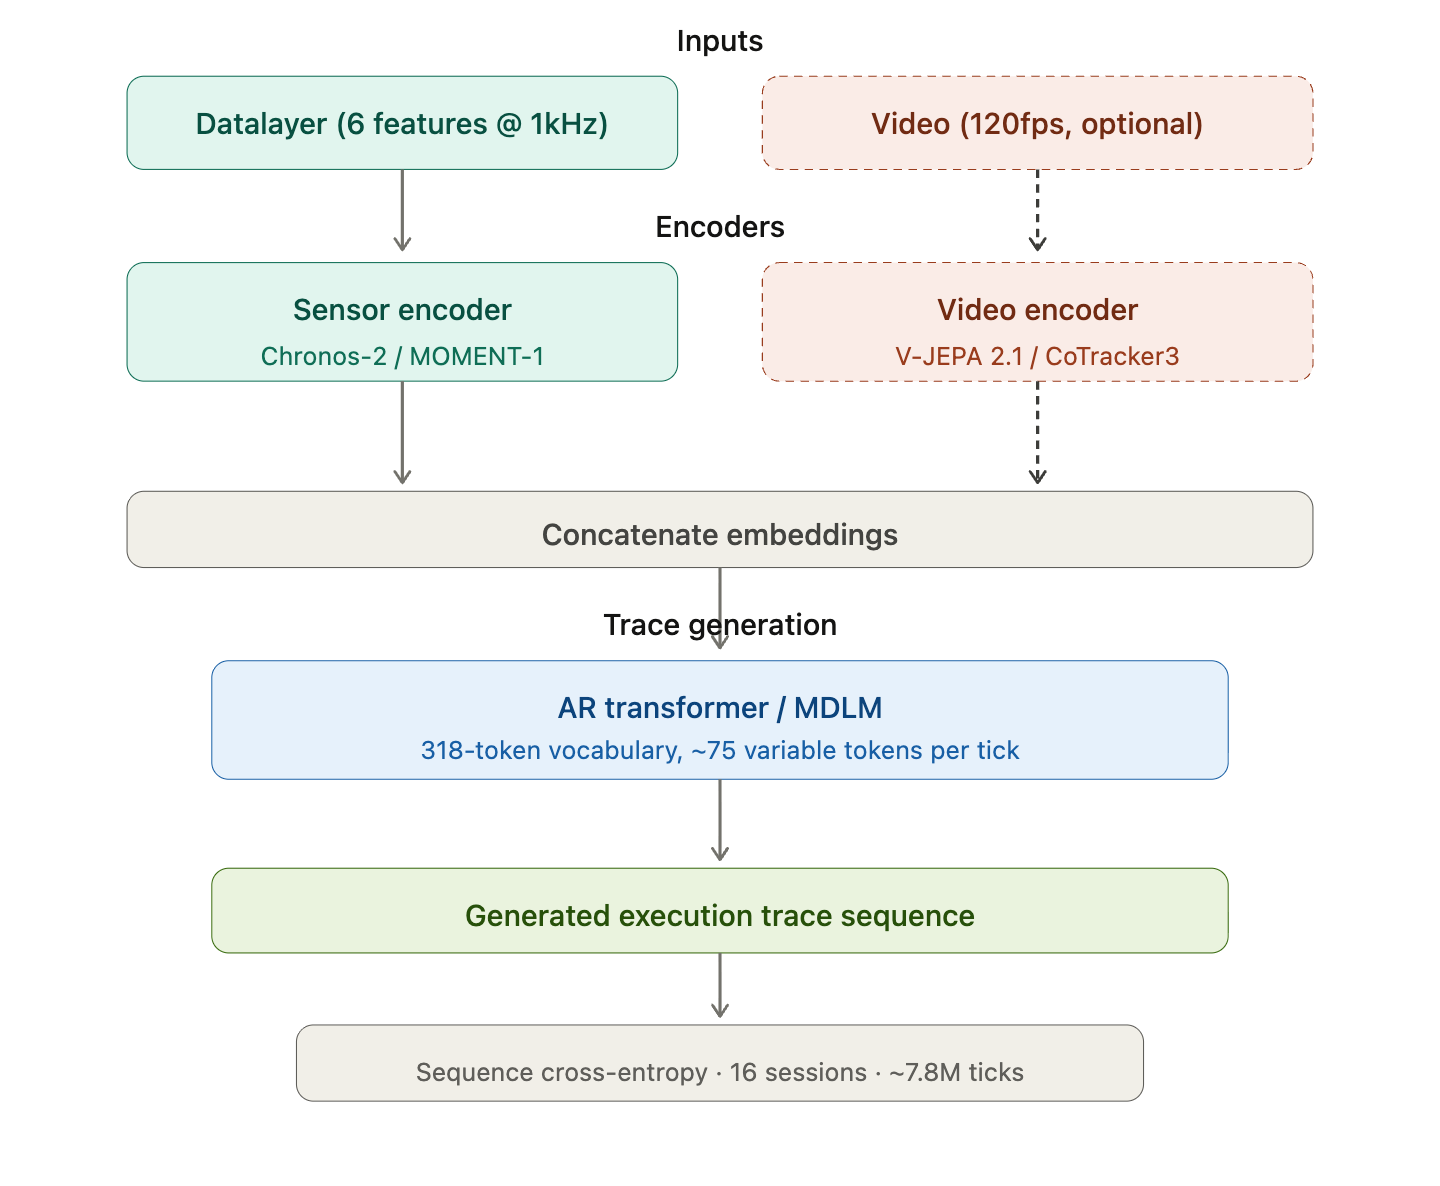 Inputs
Datalayer (6 features @ 1kHz)
Video (120fps, optional)
Encoders
Sensor encoder
Chronos-2 / MOMENT-1
Video encoder
V-JEPA 2.1 / CoTracker3
Concatenate embeddings
Trace generation
AR transformer / MDLM
318-token vocabulary, ~75 variable tokens per tick
Generated execution trace sequence
Sequence cross-entropy · 16 sessions · ~7.8M ticks